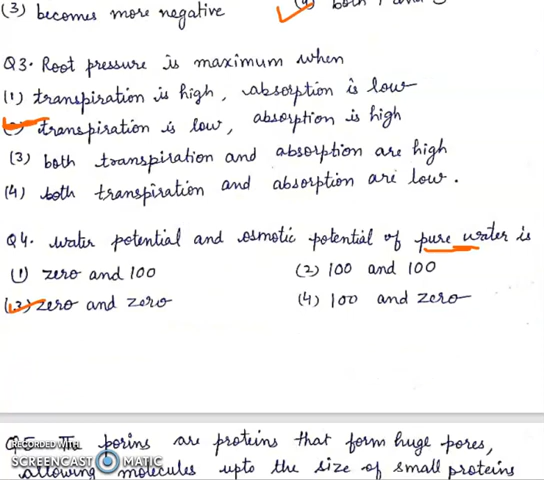 (3) becomes more negative
both
Q3. Root pressure is maximum when
(1) transpiration is high, absorption is low
transpiration is low, absorption is high
(3) both transpiration and absorption are high
(4) both transpiration and absorption are low.
Q4. water potential and osmotic potential of pure water is
(1) zero and 100 (2) 100 and 100
(3) zero and zero (4) 100 and zero
Q5. The porins are proteins that form huge pores,
RECORDED WITH
allowing molecules upto the size of small proteins
SCREENCAST MATIC